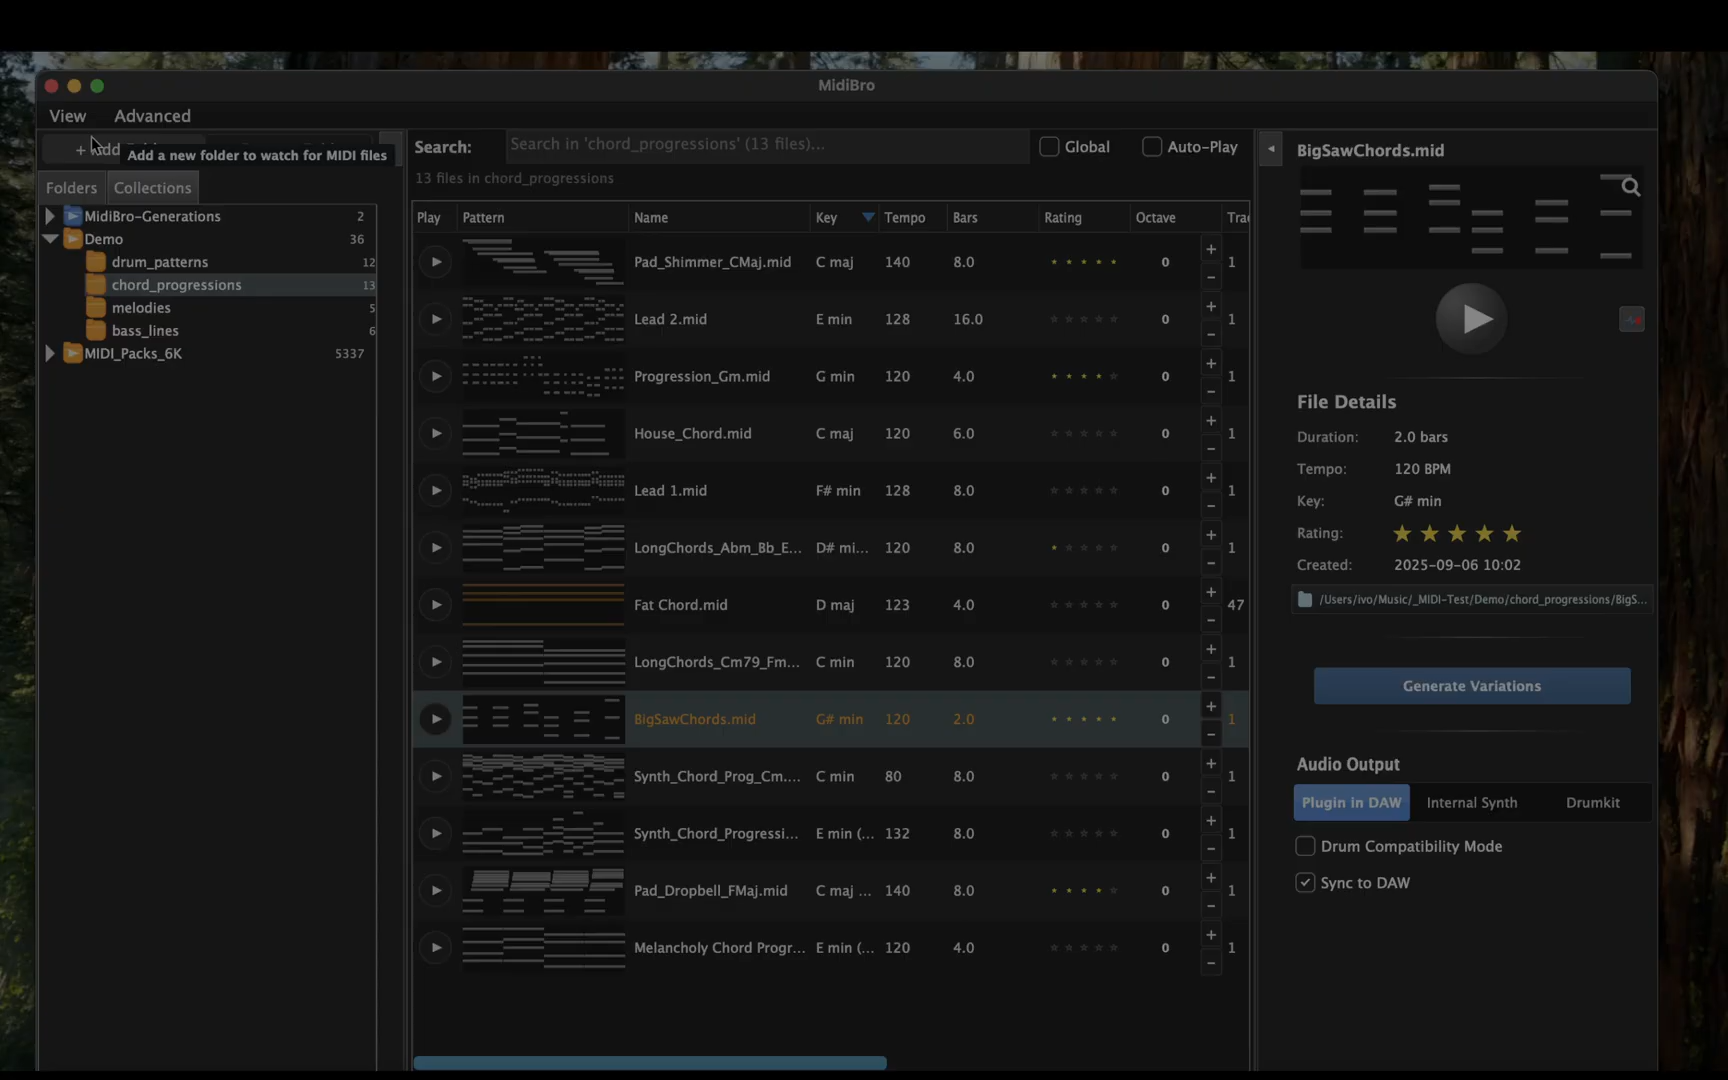 MidiBro
View Advanced
+ Add
Add a new folder to watch for MIDI files
Folders Collections
MidiBro-Generations 2
Demo 36
drum_patterns 12
chord_progressions 13
melodies 5
bass_lines 6
MIDI_Packs_6K 5337
Search: Search in 'chord_progressions' (13 files)... Global Auto-Play
13 files in chord_progressions
Play Pattern Name Key Tempo Bars Rating Octave Trac
Pad_Shimmer_CMaj.mid C maj 140 8.0 0 + - 1
Lead 2.mid E min 128 16.0 0 + - 1
Progression_Gm.mid G min 120 4.0 0 + - 1
House_Chord.mid C maj 120 6.0 0 + - 1
Lead 1.mid F# min 128 8.0 0 + - 1
LongChords_Abm_Bb_E... D# mi... 120 8.0 0 + - 1
Fat Chord.mid D maj 123 4.0 0 + - 47
LongChords_Cm79_Fm... C min 120 8.0 0 + - 1
BigSawChords.mid G# min 120 2.0 0 + - 1
Synth_Chord_Prog_Cm.... C min 80 8.0 0 + - 1
Synth_Chord_Progressi... E min (... 132 8.0 0 + - 1
Pad_Dropbell_FMaj.mid C maj ... 140 8.0 0 + - 1
Melancholy Chord Progr... E min (... 120 4.0 0 + - 1
BigSawChords.mid
File Details
Duration: 2.0 bars
Tempo: 120 BPM
Key: G# min
Rating:
Created: 2025-09-06 10:02
/Users/ivo/Music/_MIDI-Test/Demo/chord_progressions/BigS...
Generate Variations
Audio Output
Plugin in DAW Internal Synth Drumkit
Drum Compatibility Mode
Sync to DAW